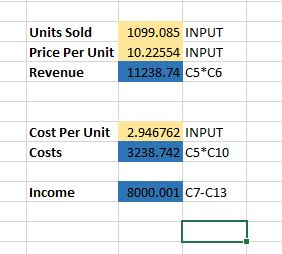 Units Sold 1099.085 INPUT
Price Per Unit 10.22554 INPUT
Revenue 11238.74 C5*C6
Cost Per Unit 2.946762 INPUT
Costs 3238.742 C5*C10
Income 8000.001 C7-C13